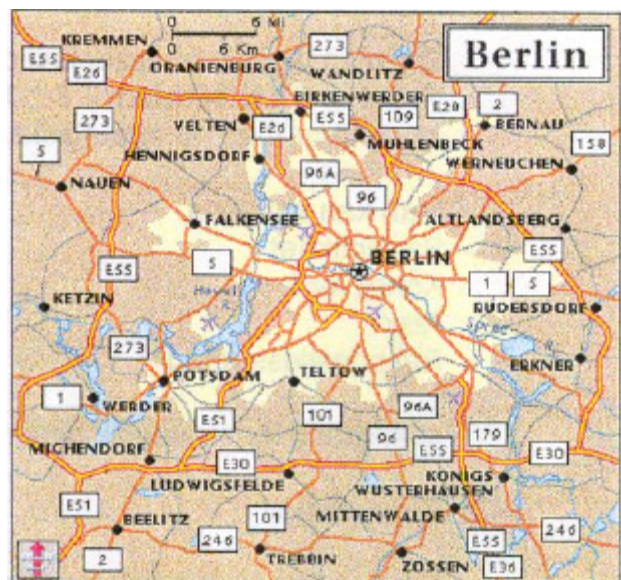 0 6 Mi
0 6 Km
Berlin
KREMMEN
E55
E26
ORANIENBURG
273
WANDLITZ
BIRKENWERDER
E28
2
273
VELTEN
E26
E55
109
BERNAU
MUHLENBECK
5
HENNIGSDORF
158
WERNEUCHEN
96A
NAUEN
96
FALKENSEE
ALTLANDSBERG
E55
E55
5
BERLIN
1
5
Havel R.
KETZIN
RUDERSDORF
Spree R.
273
ERKNER
POTSDAM
TELTOW
1
WERDER
E51
101
96A
96
179
MICHENDORF
E30
E55
E30
LUDWIGSFELDE
KONIGS
WUSTERHAUSEN
E51
101
MITTENWALDE
BEELITZ
246
246
2
TREBBIN
ZOSSEN
E55
E36